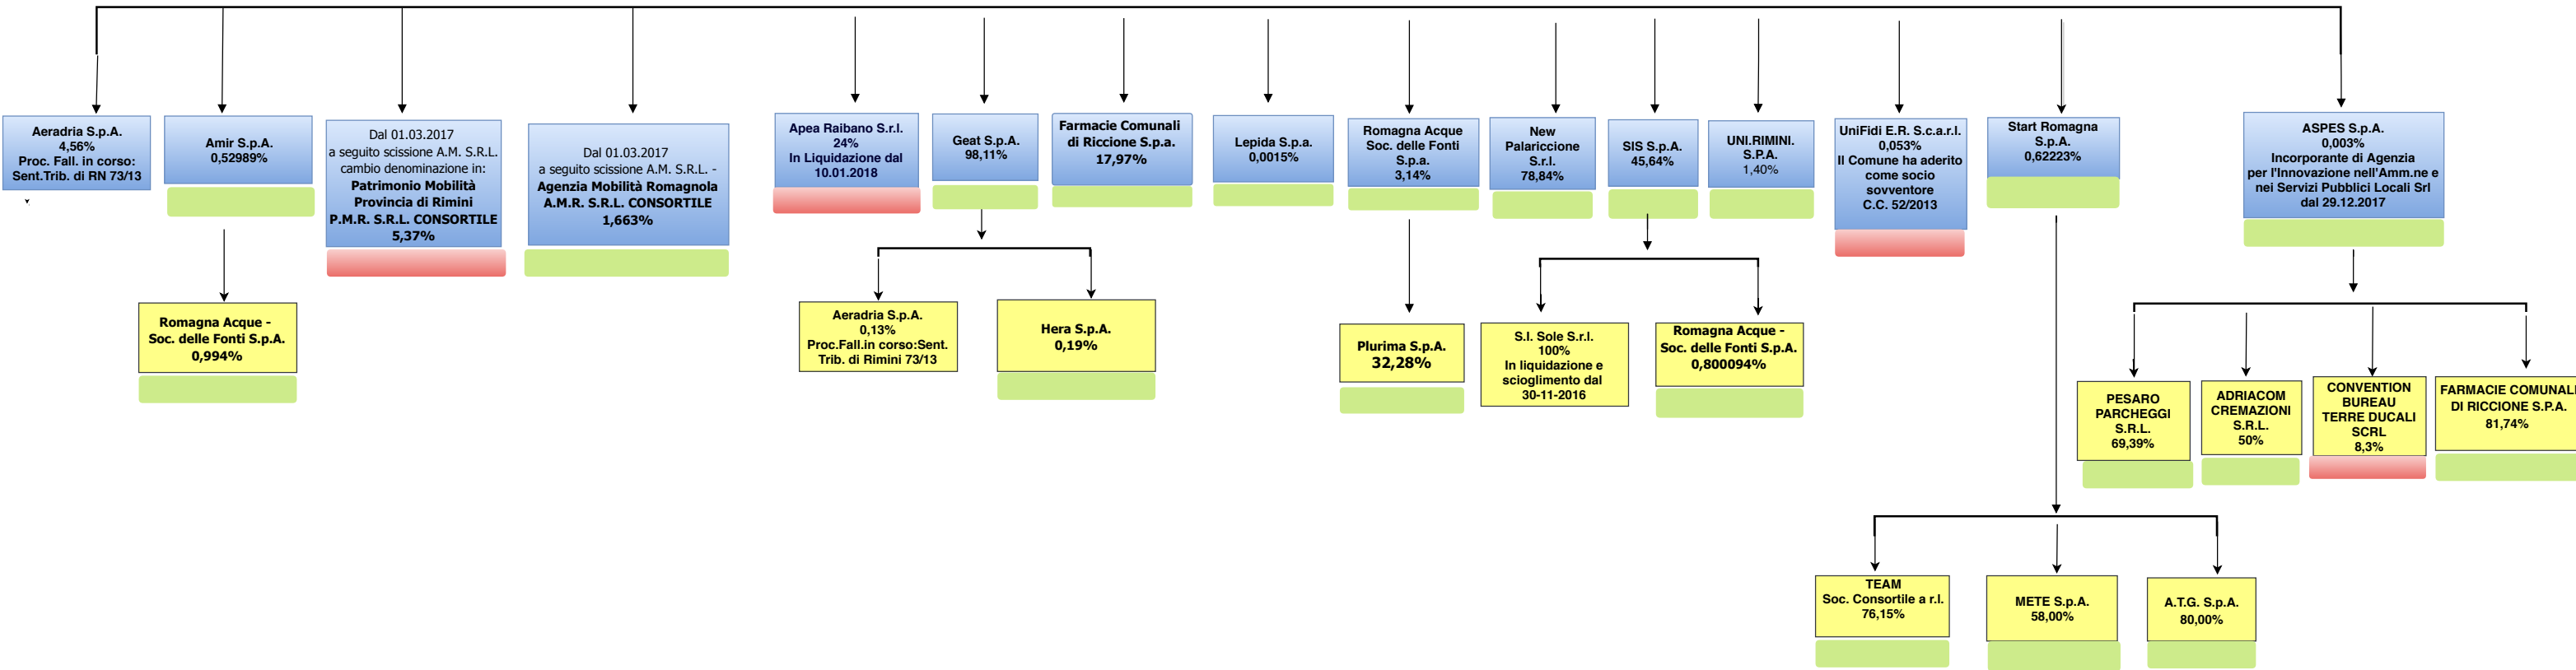 Aeradria S.p.A.
4,56%
Proc. Fall. in corso:
Sent.Trib. di RN 73/13
Amir S.p.A.
0,52989%
Dal 01.03.2017
a seguito scissione A.M. S.R.L.
cambio denominazione in:
Patrimonio Mobilità
Provincia di Rimini
P.M.R. S.R.L. CONSORTILE
5,37%
Dal 01.03.2017
a seguito scissione A.M. S.R.L. -
Agenzia Mobilità Romagnola
A.M.R. S.R.L. CONSORTILE
1,663%
Apea Raibano S.r.l.
24%
In Liquidazione dal
10.01.2018
Geat S.p.A.
98,11%
Farmacie Comunali
di Riccione S.p.a.
17,97%
Lepida S.p.a.
0,0015%
Romagna Acque
Soc. delle Fonti
S.p.a.
3,14%
New
Palariccione
S.r.l.
78,84%
SIS S.p.A.
45,64%
UNI.RIMINI.
S.P.A.
1,40%
UniFidi E.R. S.c.a.r.l.
0,053%
Il Comune ha aderito
come socio
sovventore
C.C. 52/2013
Start Romagna
S.p.A.
0,62223%
ASPES S.p.A.
0,003%
Incorporante di Agenzia
per l'Innovazione nell'Amm.ne e
nei Servizi Pubblici Locali Srl
dal 29.12.2017
Romagna Acque -
Soc. delle Fonti S.p.A.
0,994%
Aeradria S.p.A.
0,13%
Proc.Fall.in corso:Sent.
Trib. di Rimini 73/13
Hera S.p.A.
0,19%
Plurima S.p.A.
32,28%
S.I. Sole S.r.l.
100%
In liquidazione e
scioglimento dal
30-11-2016
Romagna Acque -
Soc. delle Fonti S.p.A.
0,800094%
PESARO
PARCHEGGI
S.R.L.
69,39%
ADRIACOM
CREMAZIONI
S.R.L.
50%
CONVENTION
BUREAU
TERRE DUCALI
SCRL
8,3%
FARMACIE COMUNALI
DI RICCIONE S.P.A.
81,74%
TEAM
Soc. Consortile a r.l.
76,15%
METE S.p.A.
58,00%
A.T.G. S.p.A.
80,00%